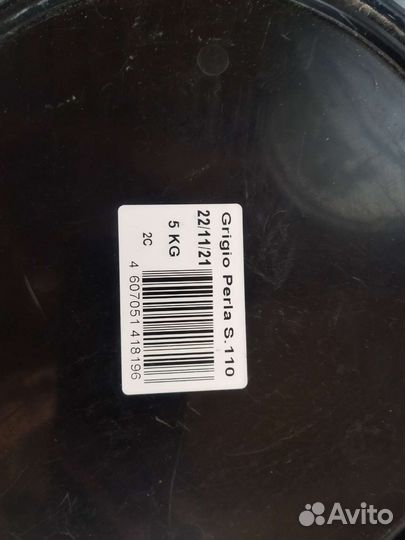 Grigio Perla S.110
22/11/21
5 KG
2C
4 607051 418196
Avito